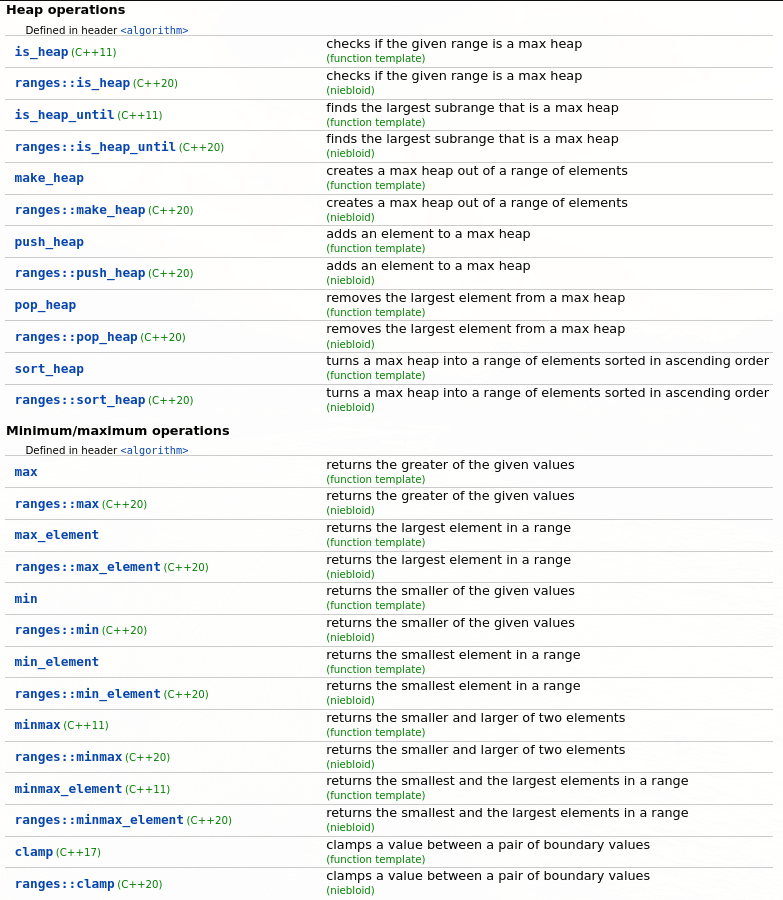 Heap operations
Defined in header <algorithm>
is_heap (C++11) checks if the given range is a max heap
(function template)
ranges::is_heap (C++20) checks if the given range is a max heap
(niebloid)
is_heap_until (C++11) finds the largest subrange that is a max heap
(function template)
ranges::is_heap_until (C++20) finds the largest subrange that is a max heap
(niebloid)
make_heap creates a max heap out of a range of elements
(function template)
ranges::make_heap (C++20) creates a max heap out of a range of elements
(niebloid)
push_heap adds an element to a max heap
(function template)
ranges::push_heap (C++20) adds an element to a max heap
(niebloid)
pop_heap removes the largest element from a max heap
(function template)
ranges::pop_heap (C++20) removes the largest element from a max heap
(niebloid)
sort_heap turns a max heap into a range of elements sorted in ascending order
(function template)
ranges::sort_heap (C++20) turns a max heap into a range of elements sorted in ascending order
(niebloid)
Minimum/maximum operations
Defined in header <algorithm>
max returns the greater of the given values
(function template)
ranges::max (C++20) returns the greater of the given values
(niebloid)
max_element returns the largest element in a range
(function template)
ranges::max_element (C++20) returns the largest element in a range
(niebloid)
min returns the smaller of the given values
(function template)
ranges::min (C++20) returns the smaller of the given values
(niebloid)
min_element returns the smallest element in a range
(function template)
ranges::min_element (C++20) returns the smallest element in a range
(niebloid)
minmax (C++11) returns the smaller and larger of two elements
(function template)
ranges::minmax (C++20) returns the smaller and larger of two elements
(niebloid)
minmax_element (C++11) returns the smallest and the largest elements in a range
(function template)
ranges::minmax_element (C++20) returns the smallest and the largest elements in a range
(niebloid)
clamp (C++17) clamps a value between a pair of boundary values
(function template)
ranges::clamp (C++20) clamps a value between a pair of boundary values
(niebloid)